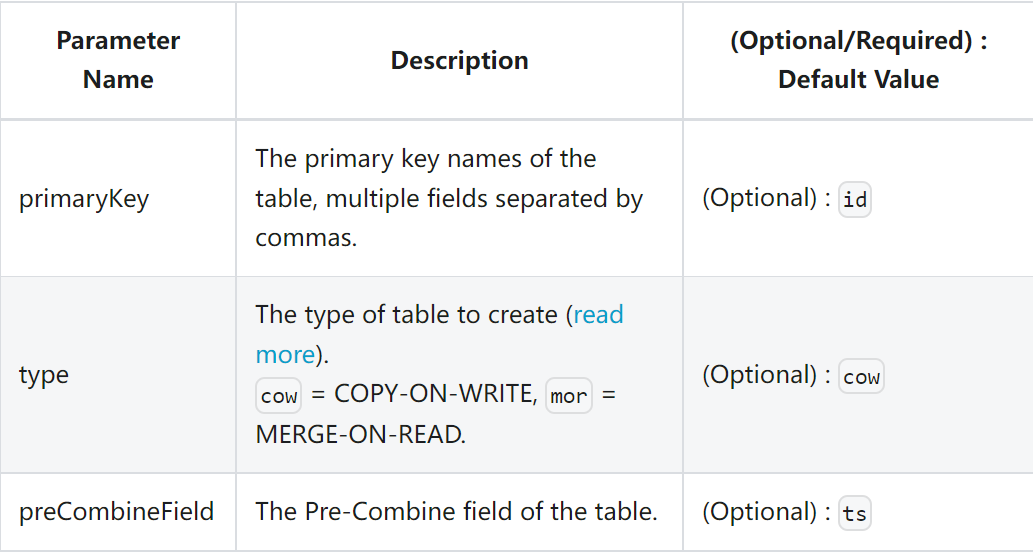 Parameter
Name
Description
(Optional/Required) :
Default Value
primaryKey
The primary key names of the
table, multiple fields separated by
commas.
(Optional) : id
type
The type of table to create (read
more).
cow = COPY-ON-WRITE, mor =
MERGE-ON-READ.
(Optional) : cow
preCombineField
The Pre-Combine field of the table.
(Optional) : ts